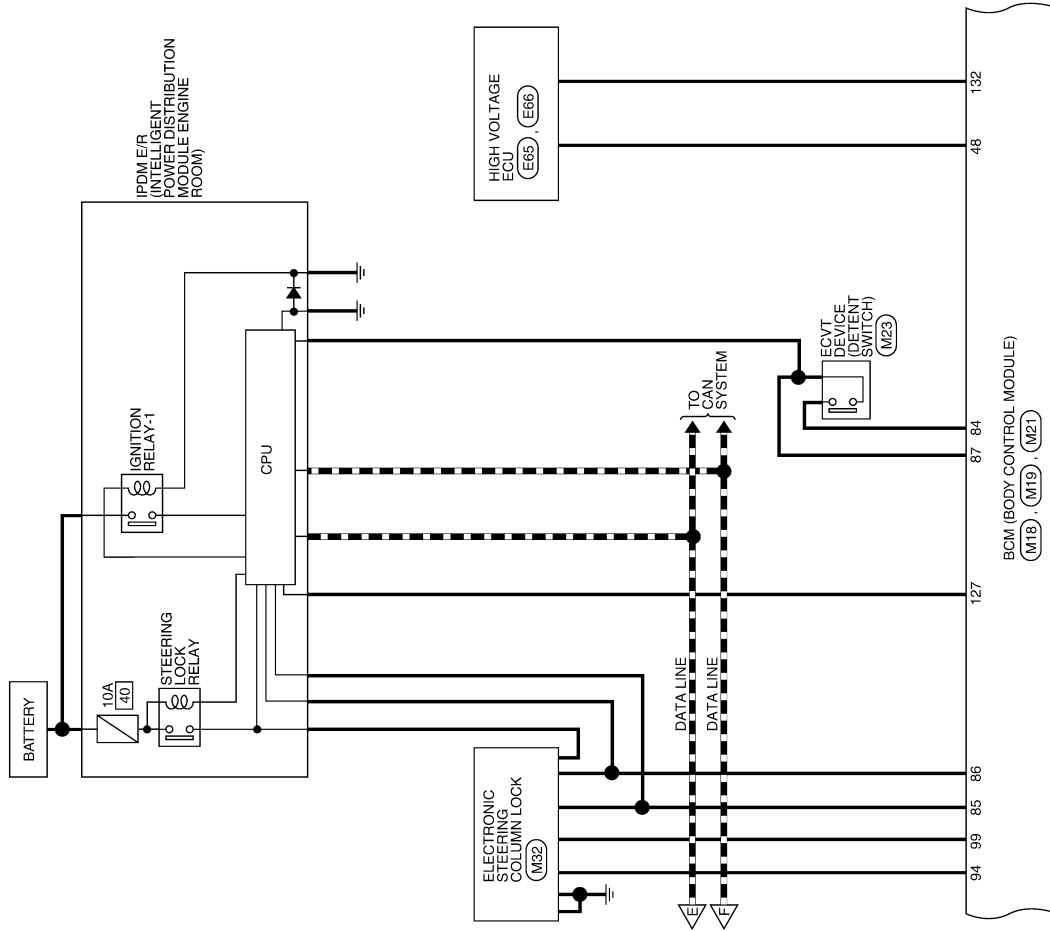 BATTERY
10A
40
STEERING
LOCK
RELAY
IGNITION
RELAY-1
CPU
IPDM E/R
(INTELLIGENT
POWER DISTRIBUTION
MODULE ENGINE
ROOM)
ELECTRONIC
STEERING
COLUMN LOCK
M32
HIGH VOLTAGE
ECU
E65 , E66
E
DATA LINE
F
DATA LINE
TO
CAN
SYSTEM
ECVT
DEVICE
(DETENT
SWITCH)
M23
94 99 85 86 127 87 84 48 132
BCM (BODY CONTROL MODULE)
M18 , M19 , M21